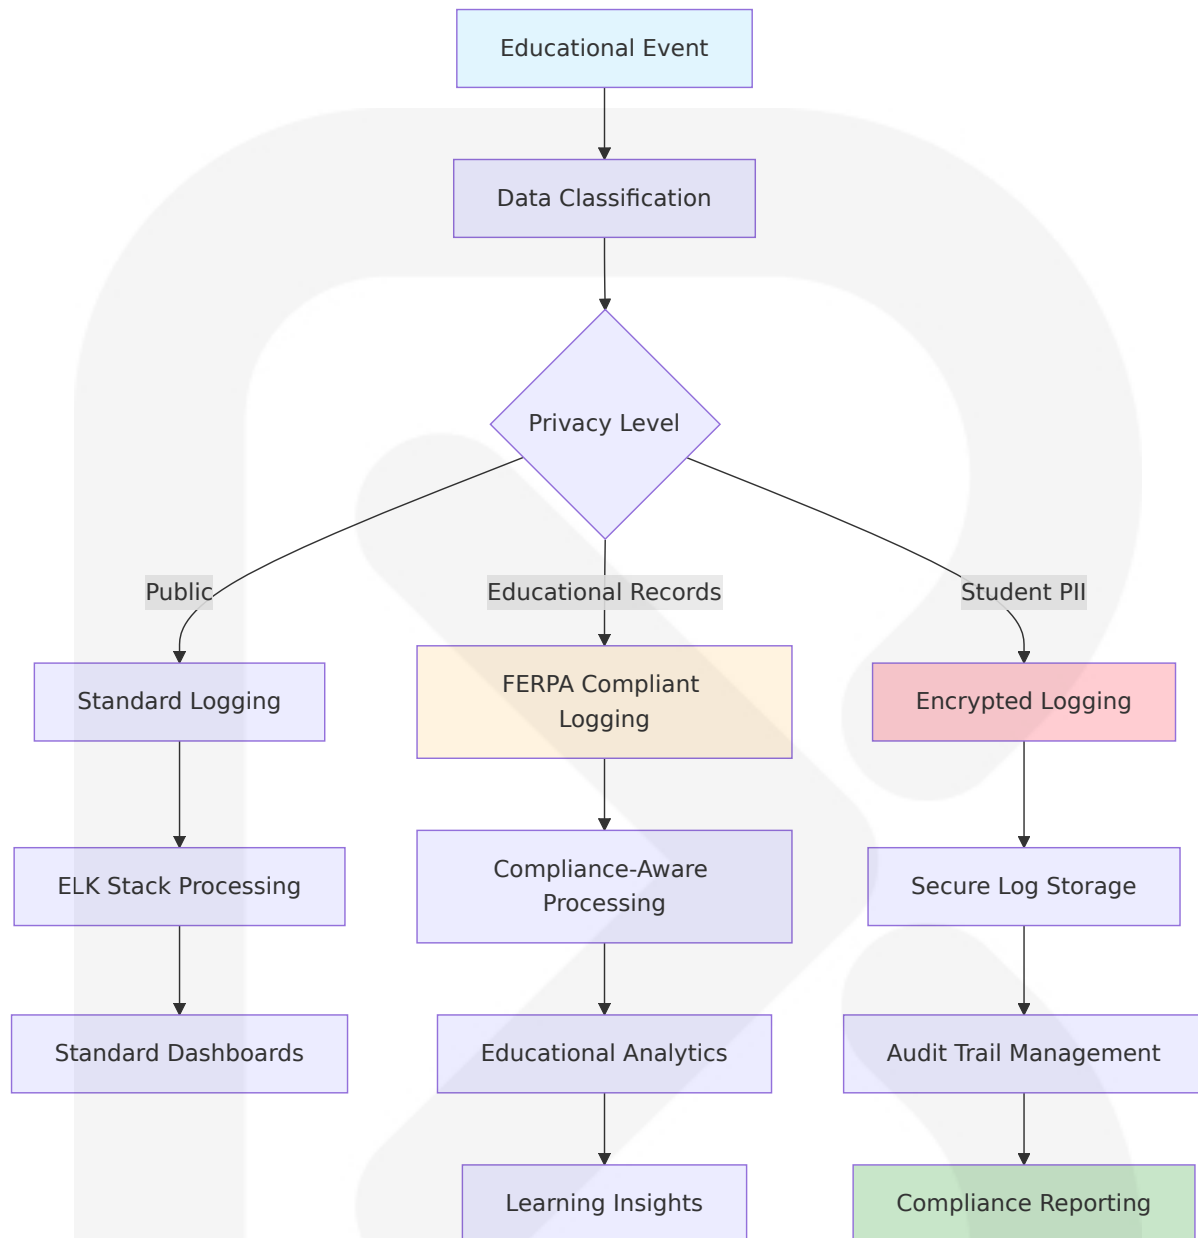 Educational Event
Data Classification
Privacy Level
Public
Educational Records
Student PII
Standard Logging
FERPA Compliant
Logging
Encrypted Logging
ELK Stack Processing
Compliance-Aware
Processing
Secure Log Storage
Standard Dashboards
Educational Analytics
Audit Trail Management
Learning Insights
Compliance Reporting